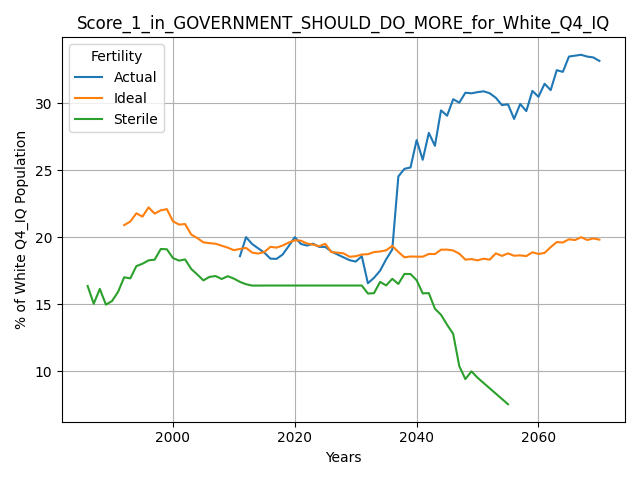 Score_1_in_GOVERNMENT_SHOULD_DO_MORE_for_White_Q4_IQ
Fertility
Actual
Ideal
Sterile
% of White Q4_IQ Population
30
25
20
15
10
2000
2020
2040
2060
Years